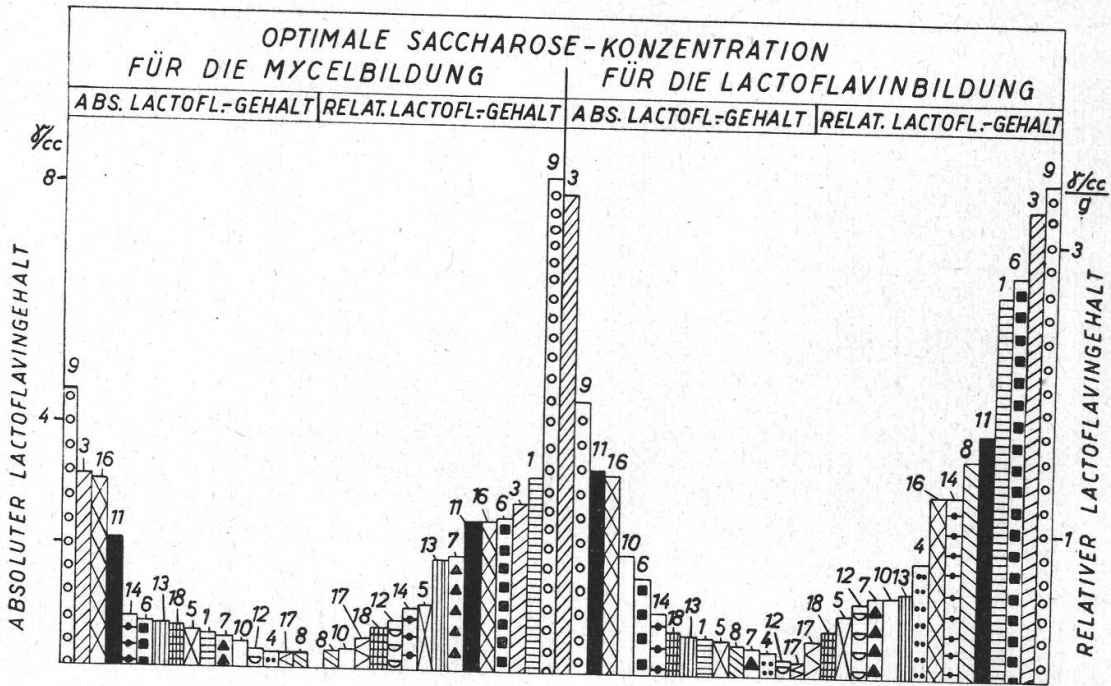 OPTIMALE SACCHAROSE-KONZENTRATION
FÜR DIE MYCELBILDUNG
FÜR DIE LACTOFLAVINBILDUNG
ABS. LACTOFL.-GEHALT
RELAT. LACTOFL.-GEHALT
ABS. LACTOFL.-GEHALT
RELAT. LACTOFL.-GEHALT
ɣ/cc
8
4
ABSOLUTER LACTOFLAVINGEHALT
9 3 16 11 14 6 13 18 5 1 7 10 12 4 17 8
8 10 17 18 12 14 5 13 7 11 16 6 3 1 9
3 9 11 16 10 6 14 18 13 1 5 8 7 4 12 17
17 18 5 12 7 10 13 4 16 14 8 11 1 6 3 9
ɣ/cc
g
3
1
RELATIVER LACTOFLAVINGEHALT